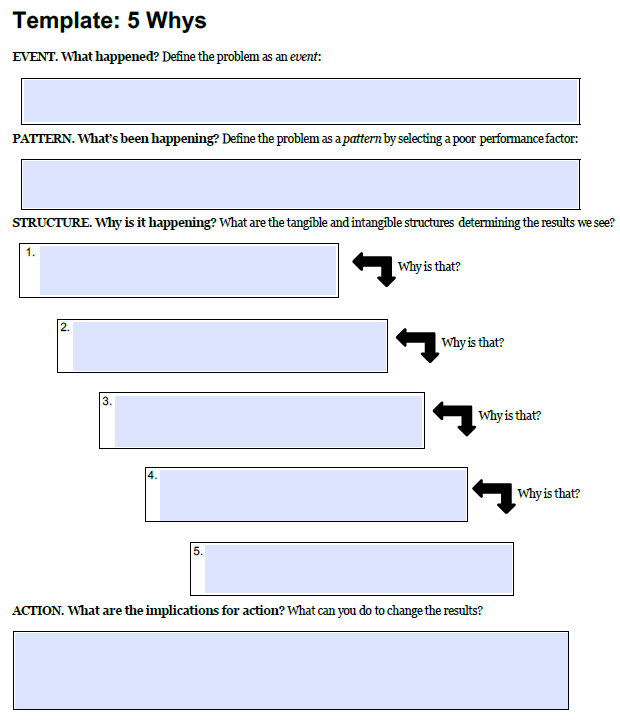 Template: 5 Whys
EVENT. What happened? Define the problem as an event:
PATTERN. What's been happening? Define the problem as a pattern by selecting a poor performance factor:
STRUCTURE. Why is it happening? What are the tangible and intangible structures determining the results we see?
1.
Why is that?
2.
Why is that?
3.
Why is that?
4.
Why is that?
5.
ACTION. What are the implications for action? What can you do to change the results?